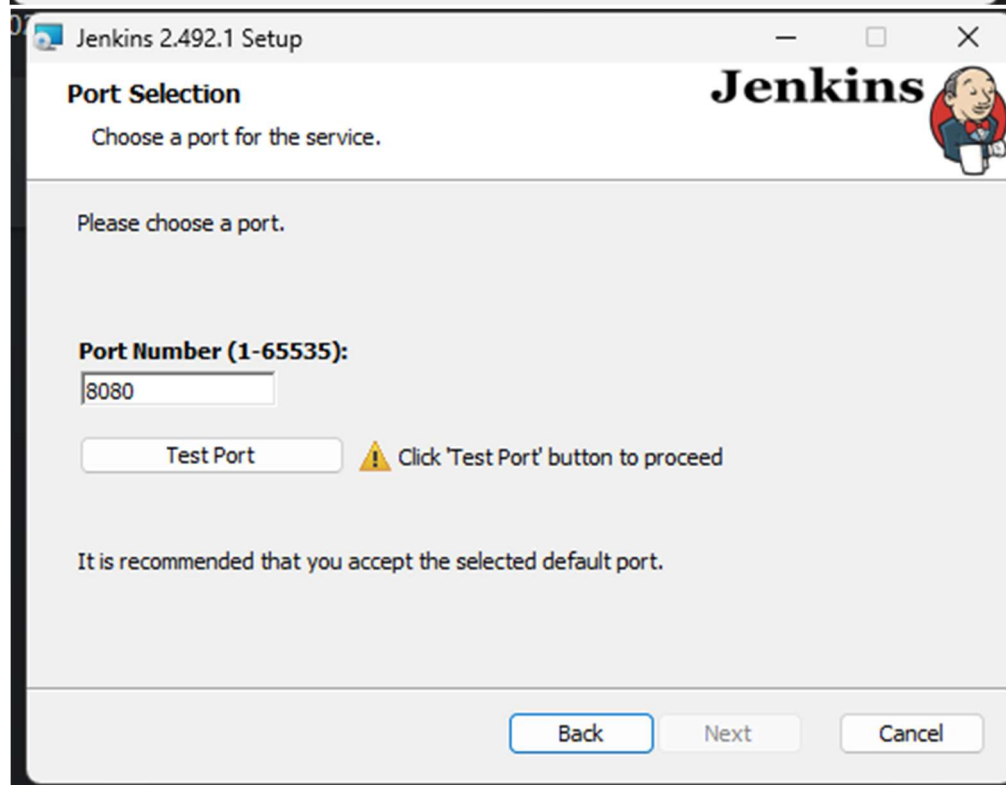 Jenkins 2.492.1 Setup
Port Selection
Jenkins
Choose a port for the service.
Please choose a port.
Port Number (1-65535):
8080
Test Port
Click 'Test Port' button to proceed
It is recommended that you accept the selected default port.
Back
Next
Cancel